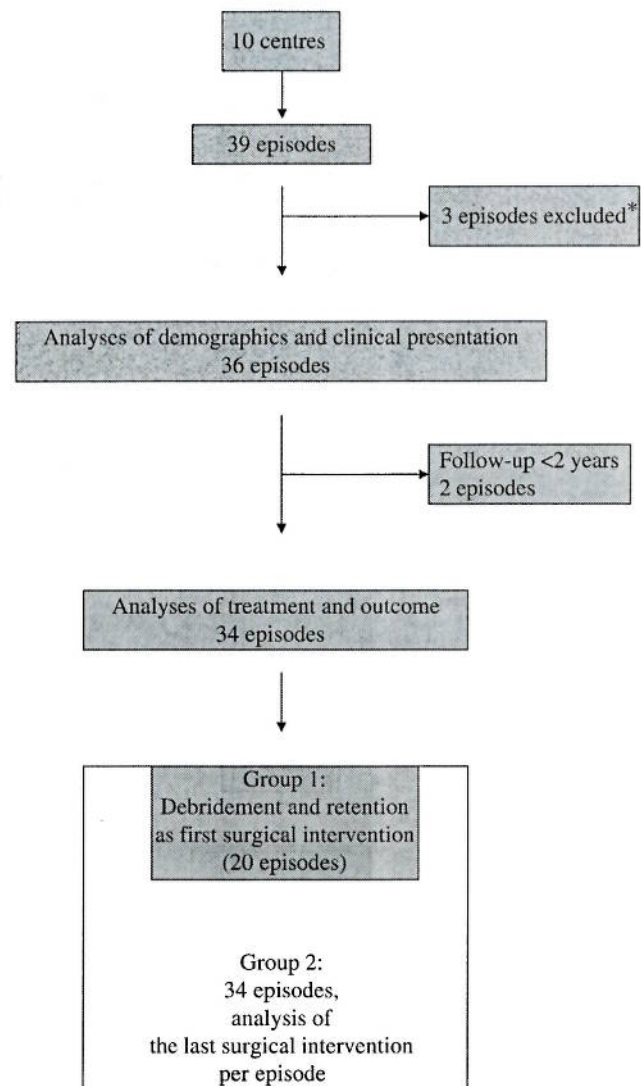 10 centres
39 episodes
3 episodes excluded*
Analyses of demographics and clinical presentation
36 episodes
Follow-up <2 years
2 episodes
Analyses of treatment and outcome
34 episodes
Group 1:
Debridement and retention
as first surgical intervention
(20 episodes)
Group 2:
34 episodes,
analysis of
the last surgical intervention
per episode